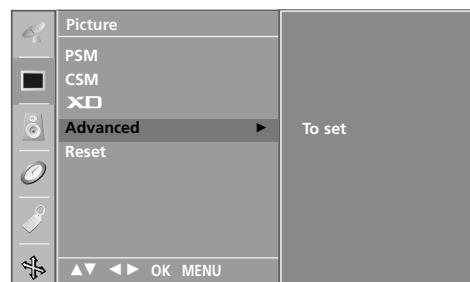 Picture
PSM
CSM
XD
Advanced ► To set
Reset
▲▼ ◄► OK MENU